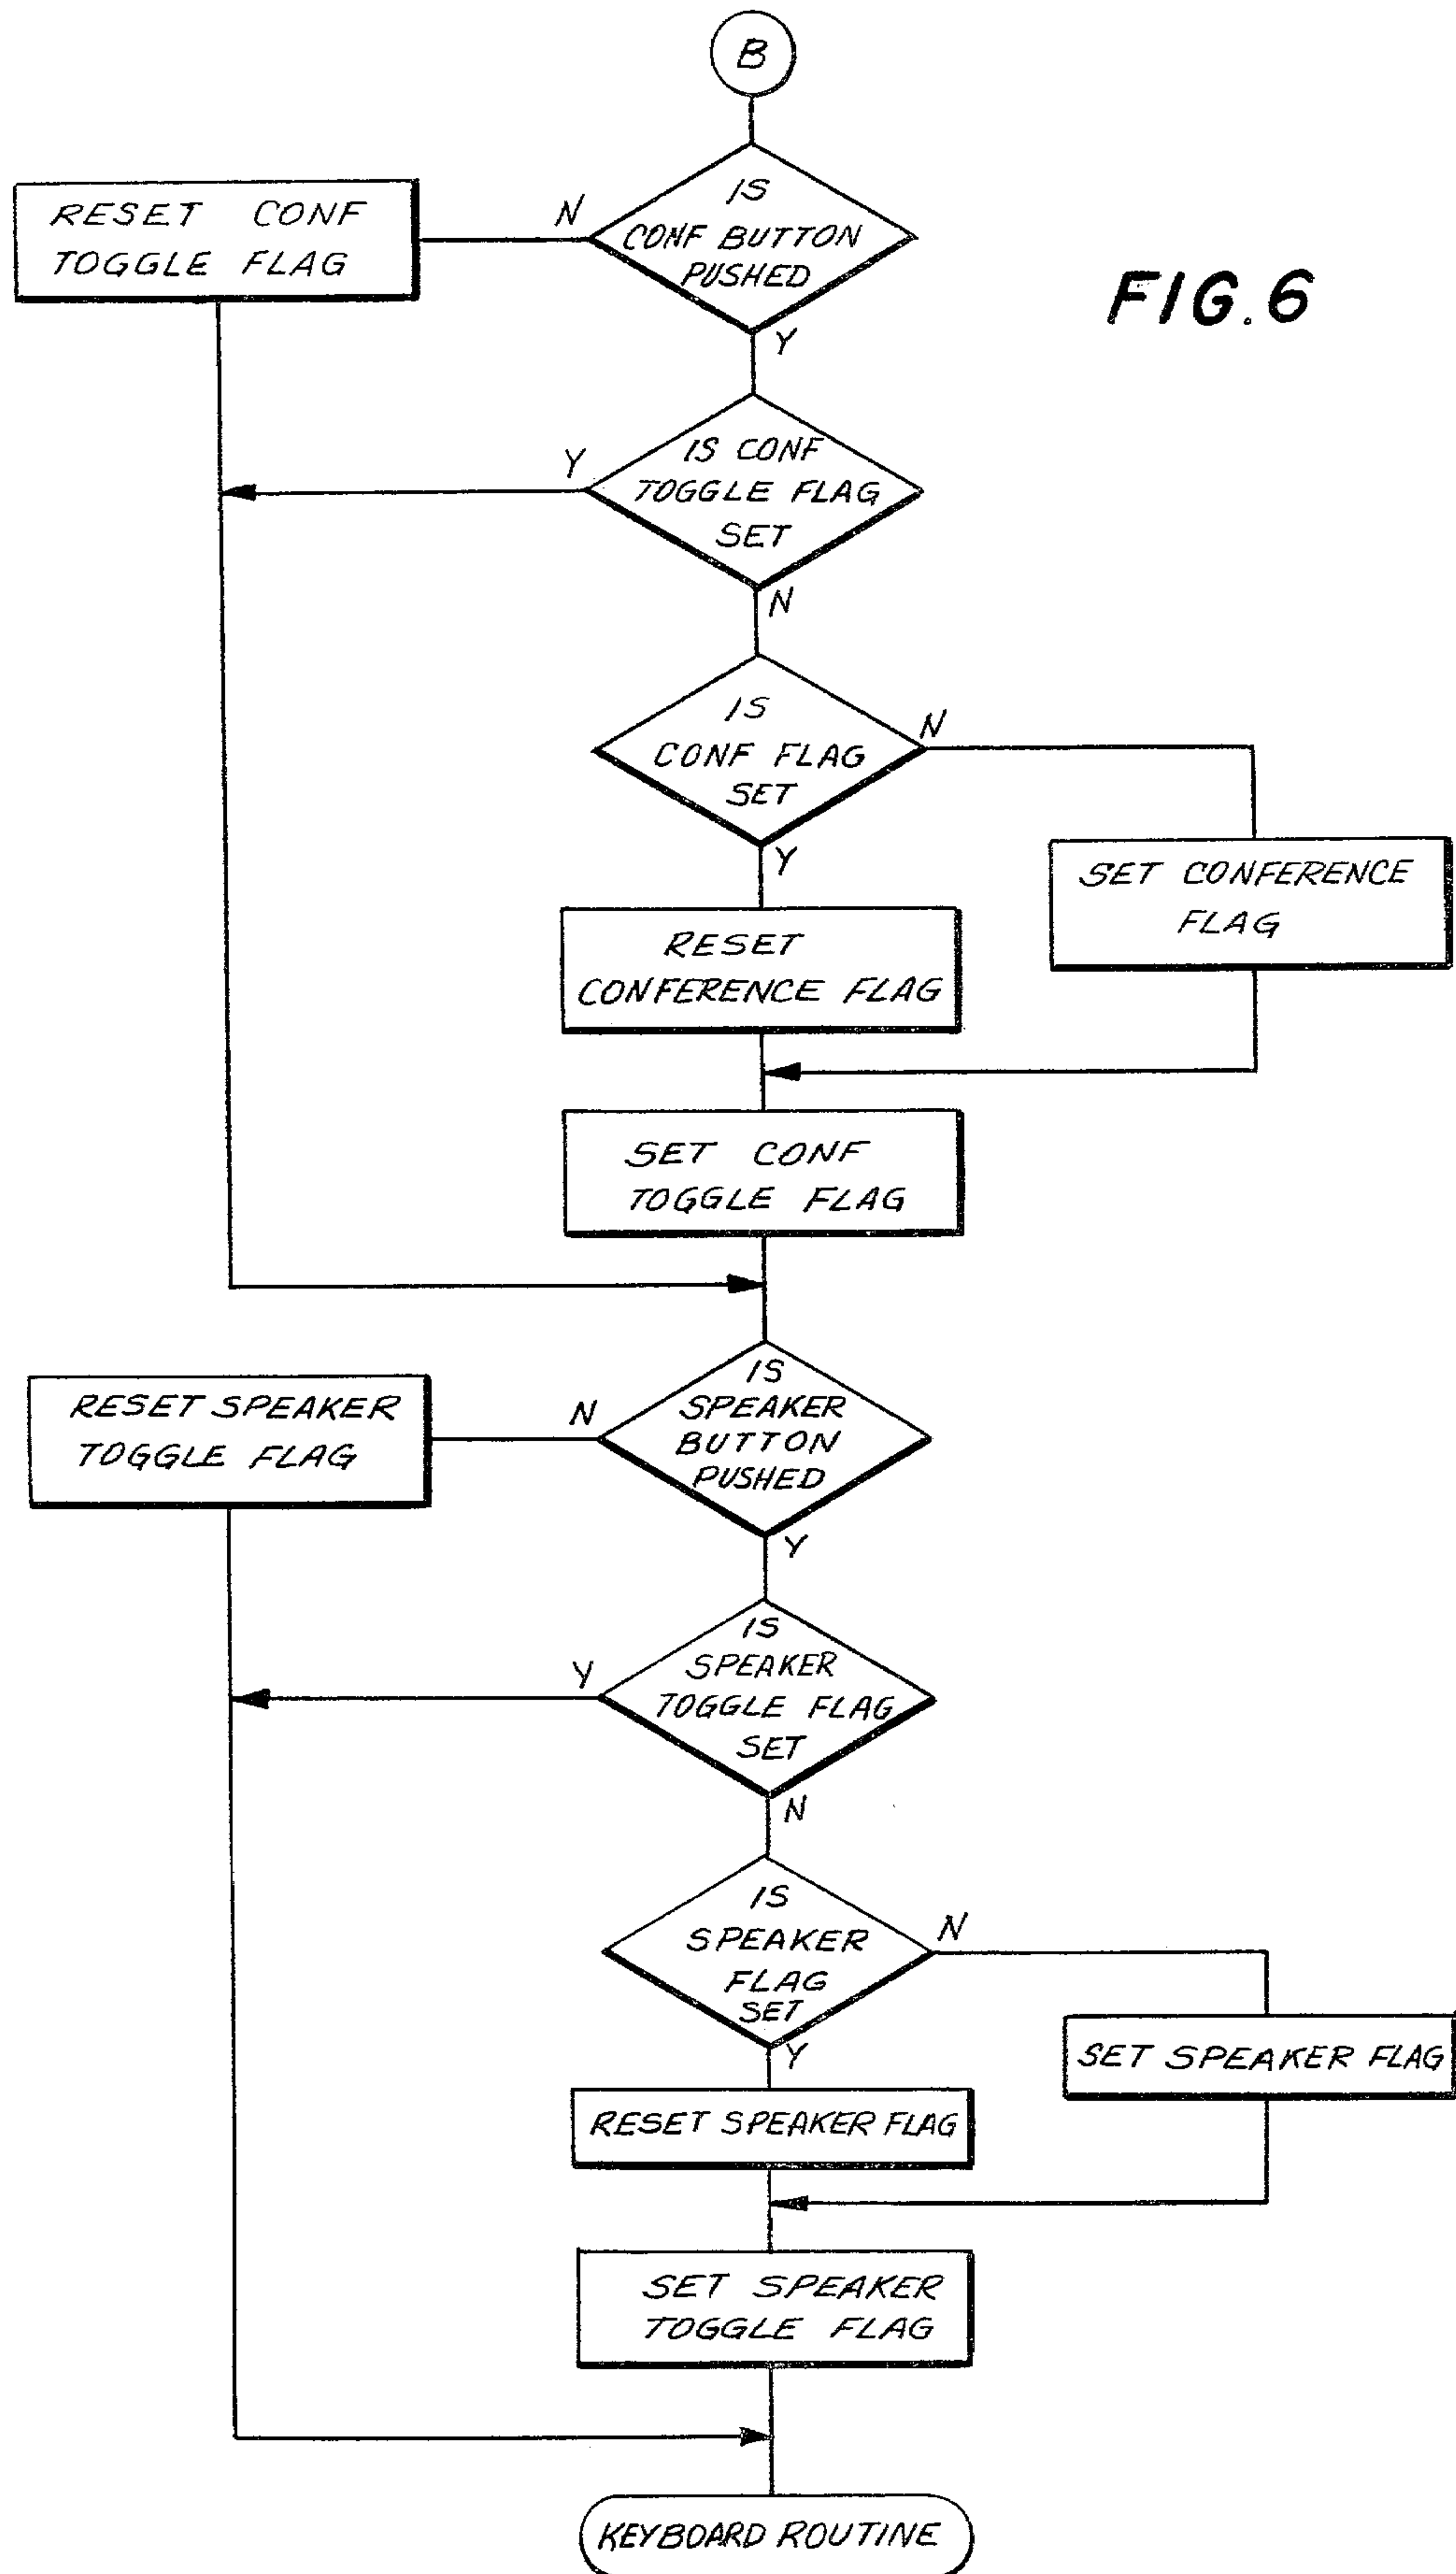 B
IS
CONF BUTTON
PUSHED
N
RESET CONF
TOGGLE FLAG
FIG.6
Y
IS CONF
TOGGLE FLAG
SET
Y
N
IS
CONF FLAG
SET
N
Y
SET CONFERENCE
FLAG
RESET
CONFERENCE FLAG
SET CONF
TOGGLE FLAG
IS
SPEAKER
BUTTON
PUSHED
N
RESET SPEAKER
TOGGLE FLAG
Y
IS
SPEAKER
TOGGLE FLAG
SET
Y
N
IS
SPEAKER
FLAG
SET
N
Y
SET SPEAKER FLAG
RESET SPEAKER FLAG
SET SPEAKER
TOGGLE FLAG
KEYBOARD ROUTINE